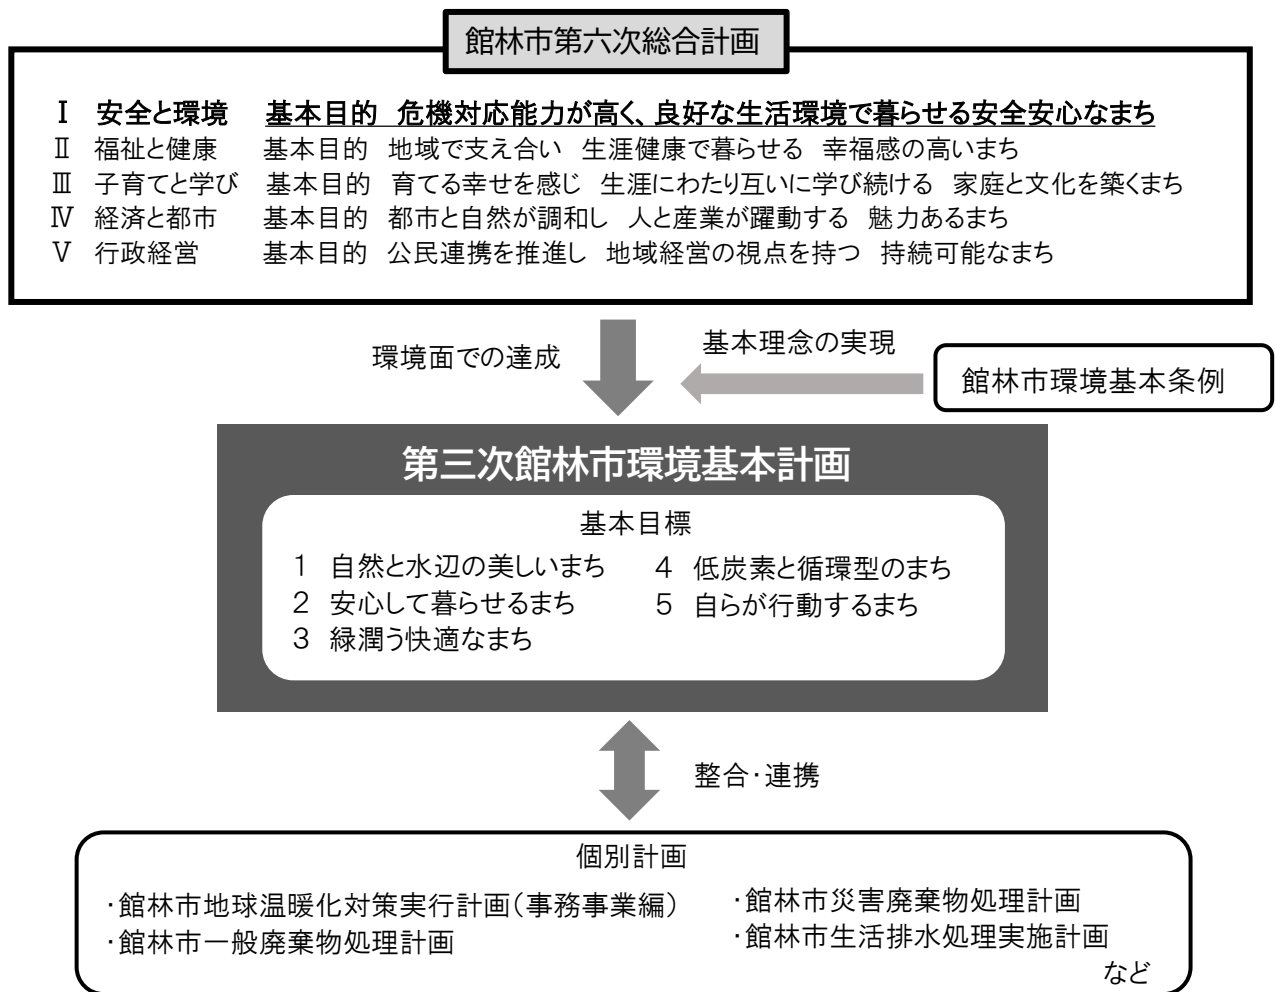 館林市第六次総合計画
Ⅰ 安全と環境 基本目的 危機対応能力が高く、良好な生活環境で暮らせる安全安心なまち
Ⅱ 福祉と健康 基本目的 地域で支え合い 生涯健康で暮らせる 幸福感の高いまち
Ⅲ 子育てと学び 基本目的 育てる幸せを感じ 生涯にわたり互いに学び続ける 家庭と文化を築くまち
Ⅳ 経済と都市 基本目的 都市と自然が調和し 人と産業が躍動する 魅力あるまち
Ⅴ 行政経営 基本目的 公民連携を推進し 地域経営の視点を持つ 持続可能なまち
環境面での達成
基本理念の実現
館林市環境基本条例
第三次館林市環境基本計画
基本目標
1 自然と水辺の美しいまち
2 安心して暮らせるまち
3 緑潤う快適なまち
4 低炭素と循環型のまち
5 自らが行動するまち
整合・連携
個別計画
・館林市地球温暖化対策実行計画（事務事業編）
・館林市一般廃棄物処理計画
・館林市災害廃棄物処理計画
・館林市生活排水処理実施計画
など